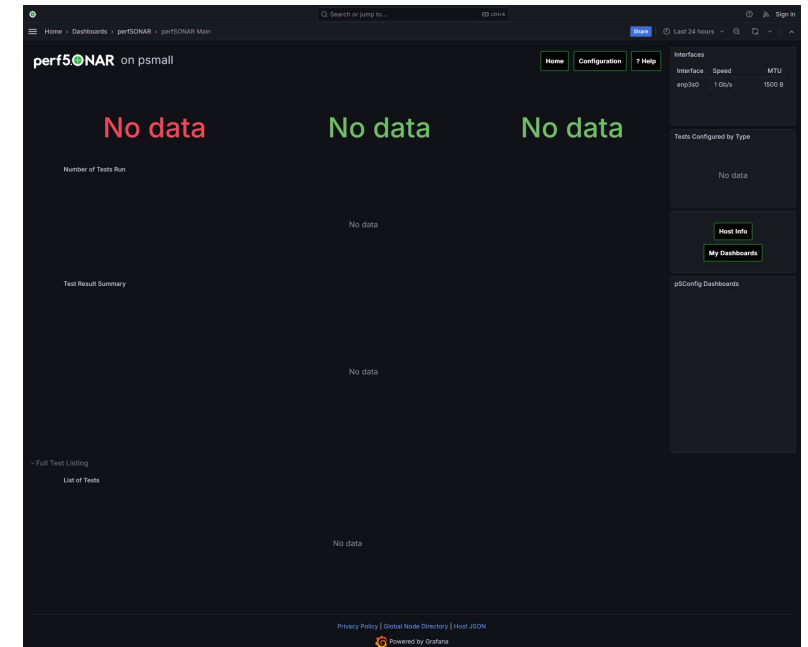 Search or jump to...
ctrl+k
Sign in
Home › Dashboards › perfSONAR › perfSONAR Main
Share
Last 24 hours
perfSONAR on psmall
Home
Configuration
? Help
Interfaces
Interface Speed MTU
enp3s0 1 Gb/s 1500 B
No data
No data
No data
Tests Configured by Type
No data
Number of Tests Run
No data
Host Info
My Dashboards
Test Result Summary
No data
pSConfig Dashboards
Full Test Listing
List of Tests
No data
Privacy Policy | Global Node Directory | Host JSON
Powered by Grafana